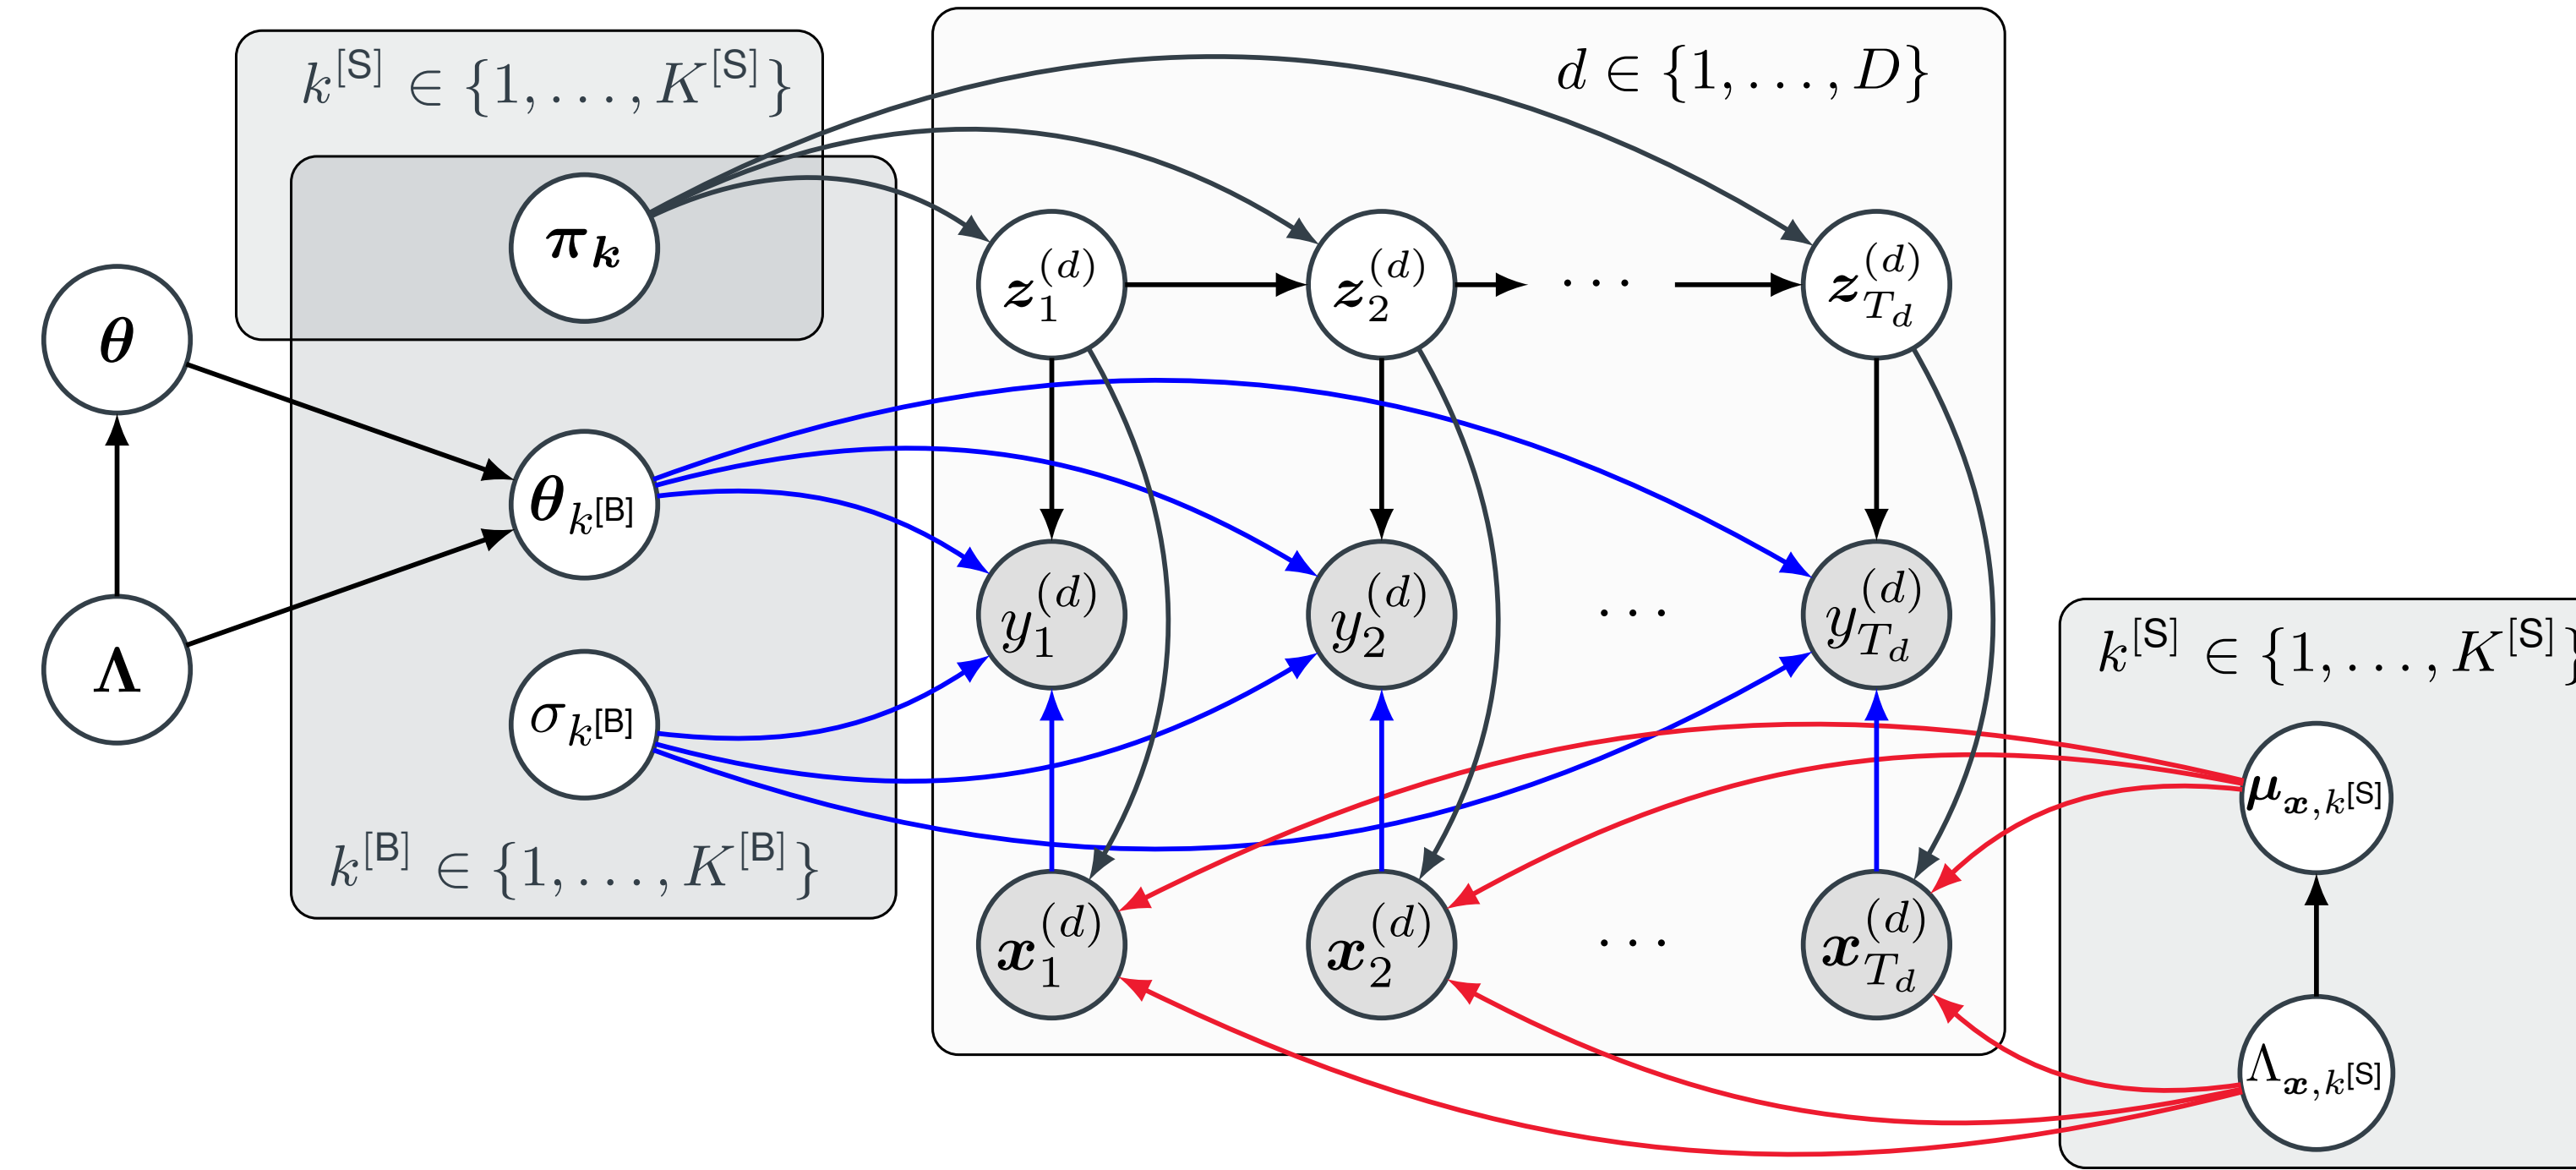 k^[S] ∈ {1, . . . , K^[S]}
d ∈ {1, . . . , D}
π_k
θ
z_1^(d)
z_2^(d)
· · ·
z_{T_d}^(d)
θ_{k^[B]}
Λ
σ_{k^[B]}
y_1^(d)
y_2^(d)
· · ·
y_{T_d}^(d)
k^[S] ∈ {1, . . . , K^[S]}
μ_{x,k^[S]}
k^[B] ∈ {1, . . . , K^[B]}
x_1^(d)
x_2^(d)
· · ·
x_{T_d}^(d)
Λ_{x,k^[S]}